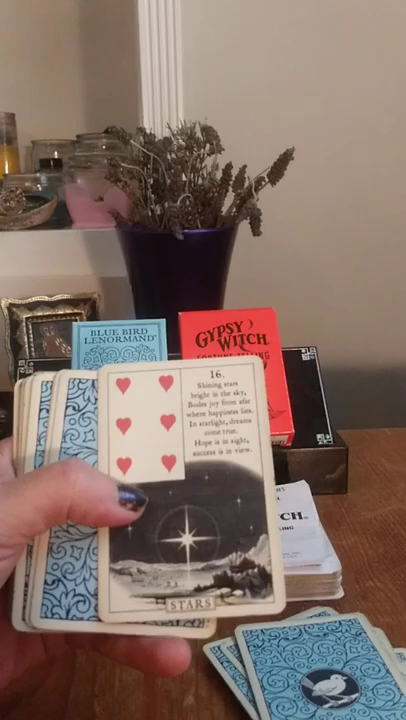 BLUE BIRD
LENORMAND
GYPSY
WITCH
FORTUNE TELLING
16.
Shining stars
bright in the sky,
Bodes joy from afar
where happiness lies.
In starlight, dreams
come true.
Hope is in sight,
success is in view.
STARS